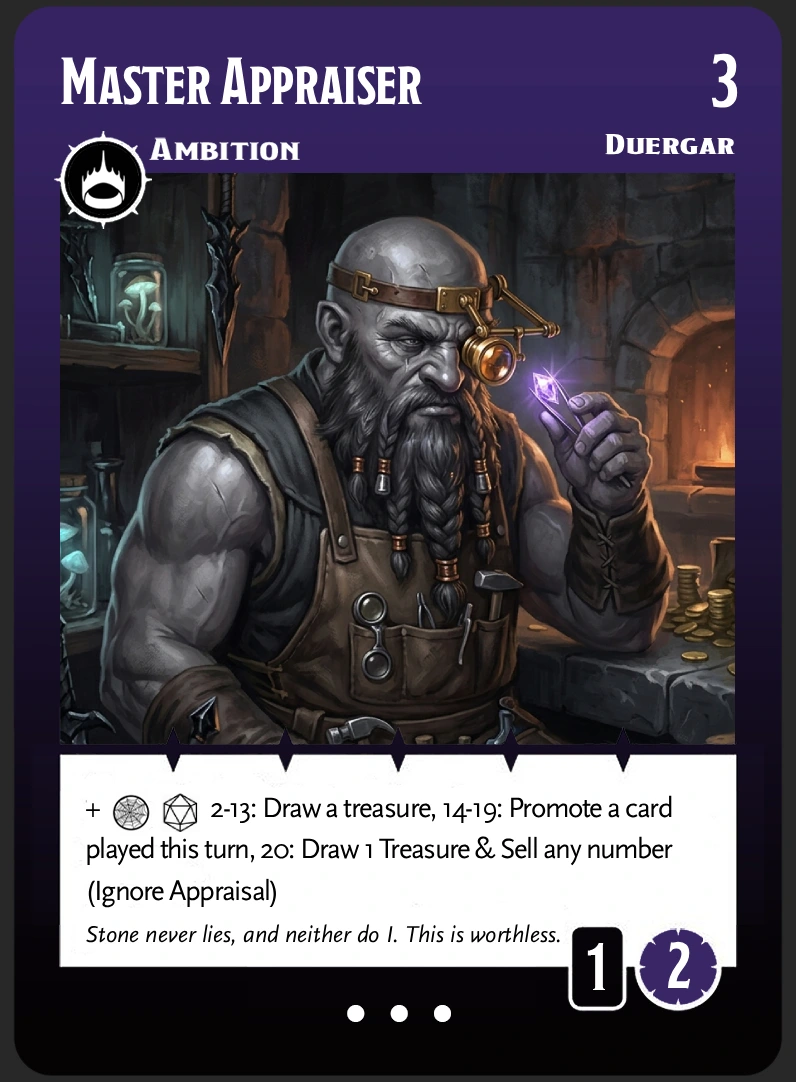 Master Appraiser 3
Ambition Duergar
+ 2-13: Draw a treasure, 14-19: Promote a card
played this turn, 20: Draw 1 Treasure & Sell any number
(Ignore Appraisal)
Stone never lies, and neither do I. This is worthless.
1 2